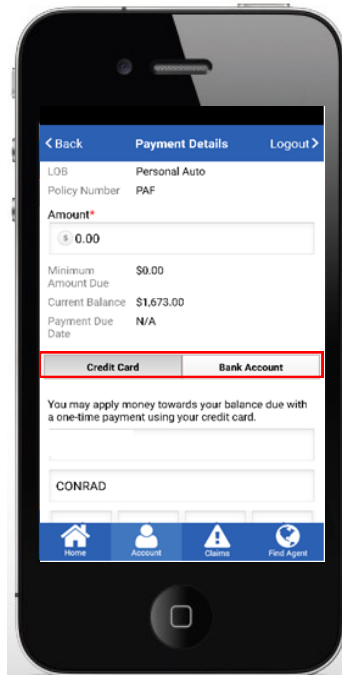 Back Payment Details Logout
LOB Personal Auto
Policy Number PAF
Amount*
$ 0.00
Minimum $0.00
Amount Due
Current Balance $1,673.00
Payment Due N/A
Date
Credit Card Bank Account
You may apply money towards your balance due with
a one-time payment using your credit card.
CONRAD
Home Account Claims Find Agent